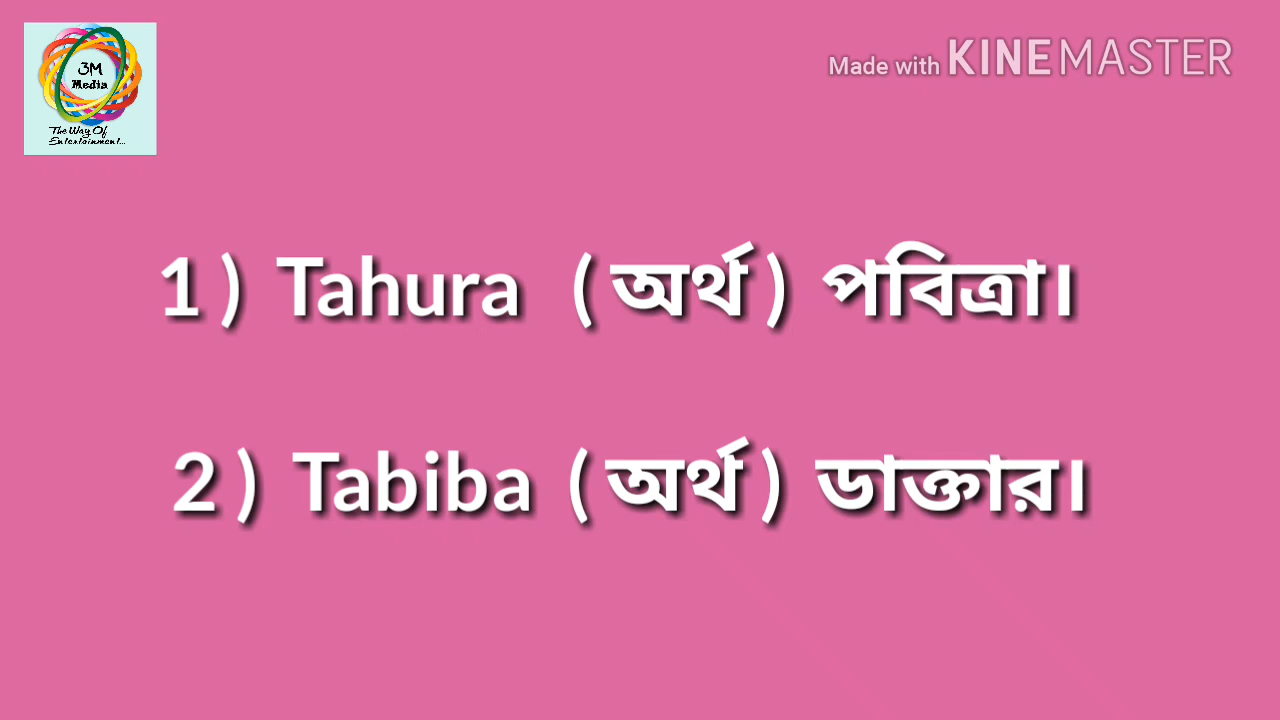 3M
Media
The Way Of
Entertainment...
Made with KINEMASTER
1) Tahura (অর্থ) পবিত্রা।
2) Tabiba (অর্থ) ডাক্তার।